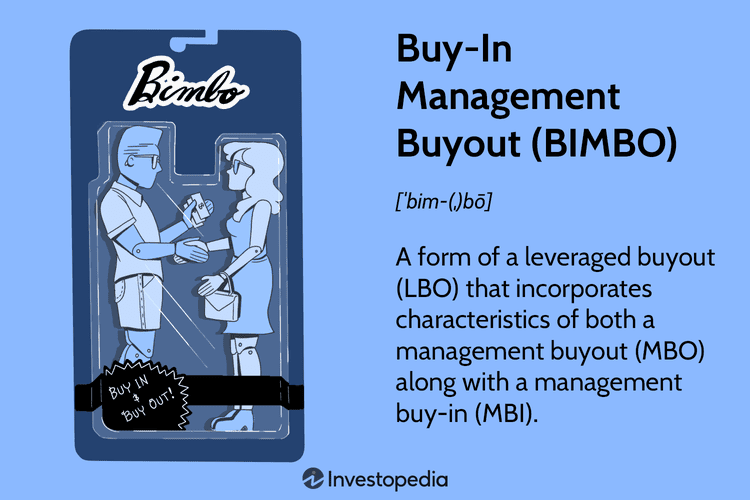 Bimbo
BUY IN
&
BUY OUT!
Buy-In
Management
Buyout (BIMBO)
[ˈbim-(ˌ)bō]
A form of a leveraged buyout
(LBO) that incorporates
characteristics of both a
management buyout (MBO)
along with a management
buy-in (MBI).
Investopedia